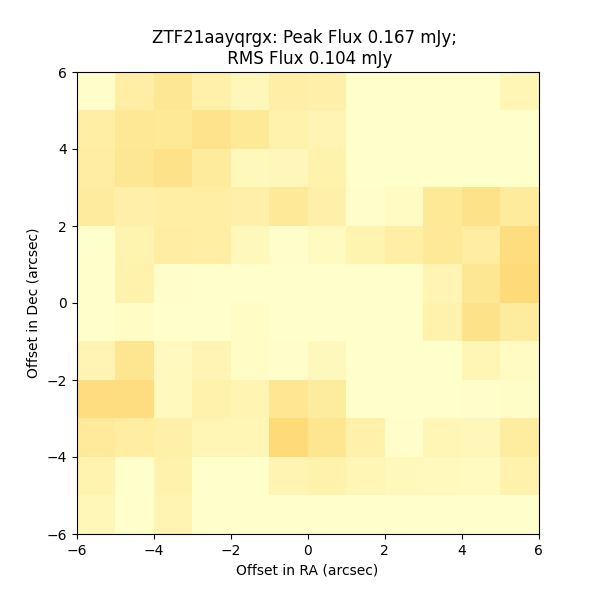 ZTF21aayqrgx: Peak Flux 0.167 mJy;
RMS Flux 0.104 mJy
6
4
2
0
−2
−4
−6
Offset in Dec (arcsec)
−6 −4 −2 0 2 4 6
Offset in RA (arcsec)